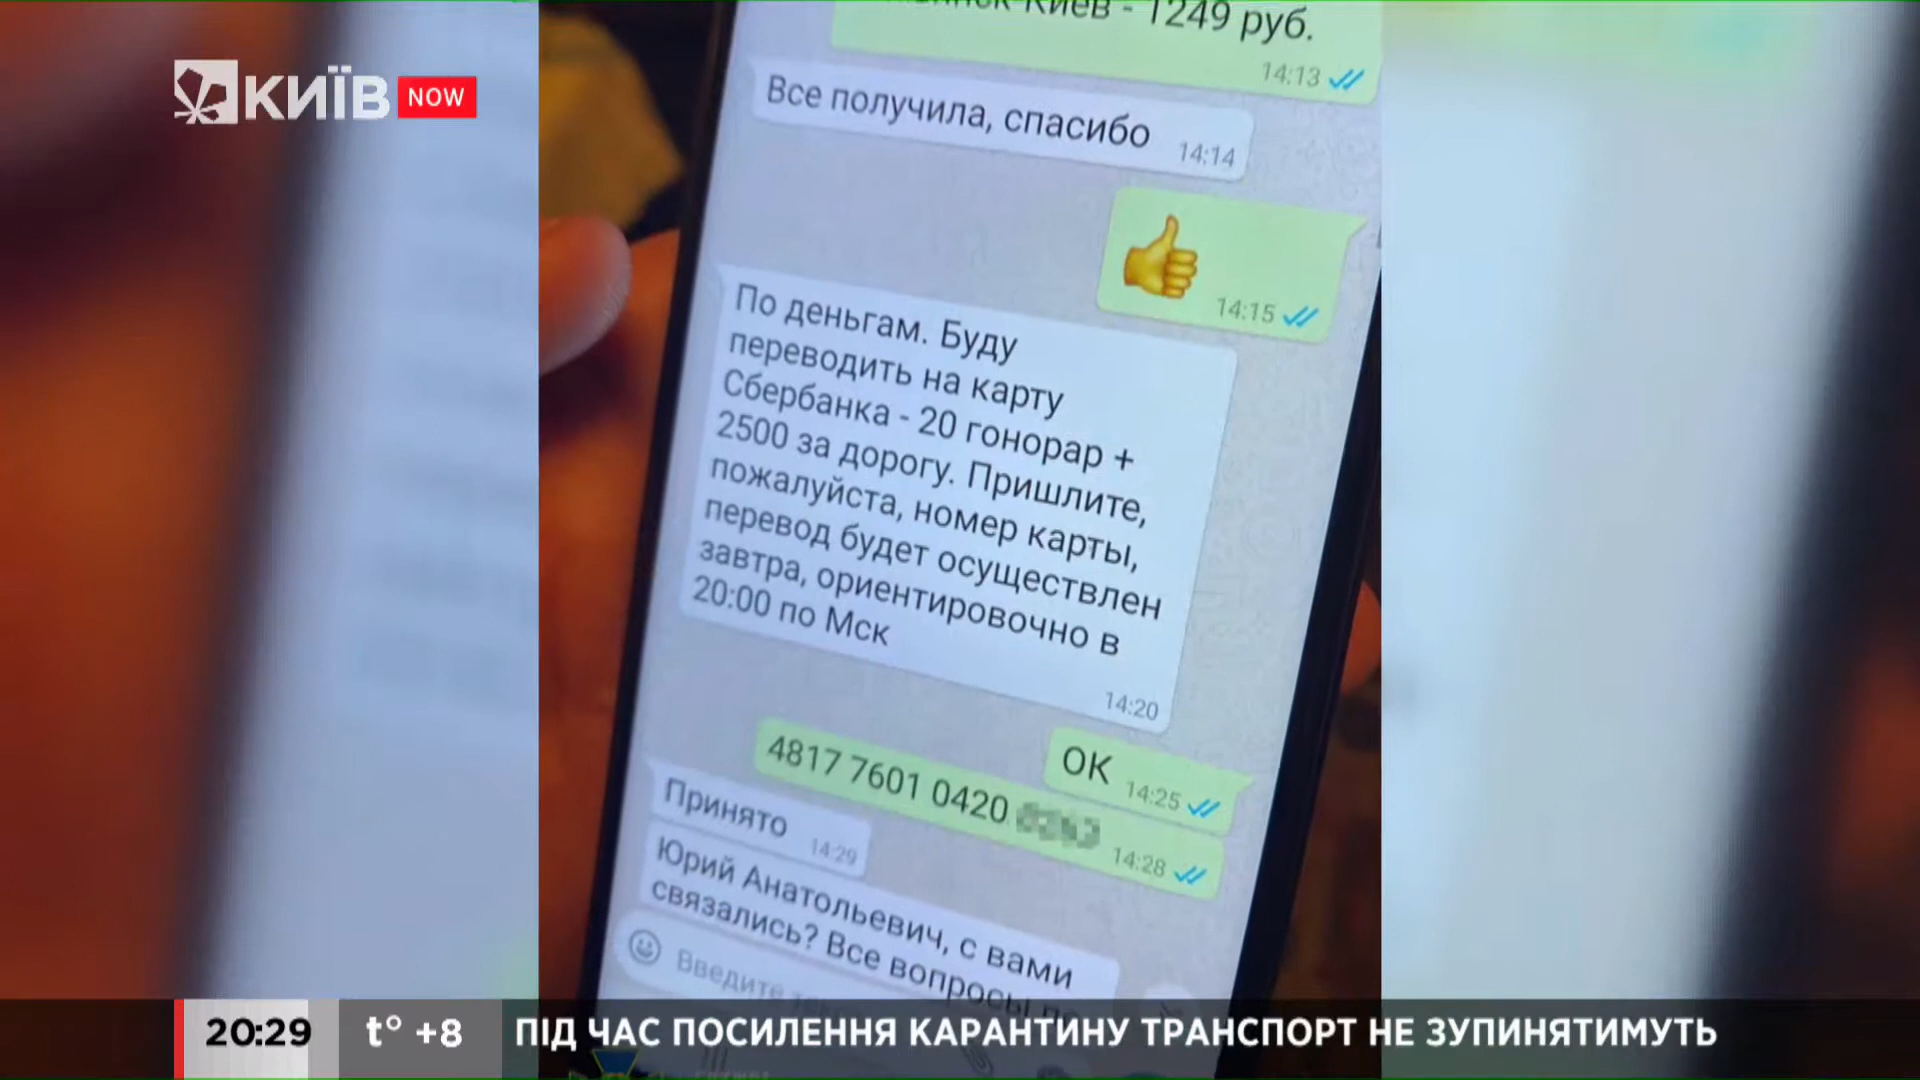 КИЇВ NOW
Киев - 1249 руб.
14:13
Все получила, спасибо
14:14
14:15
По деньгам. Буду
переводить на карту
Сбербанка - 20 гонорар +
2500 за дорогу. Пришлите,
пожалуйста, номер карты,
перевод будет осуществлен
завтра, ориентировочно в
20:00 по Мск
14:20
ОК
14:25
4817 7601 0420
14:28
Принято
14:29
Юрий Анатольевич, с вами
связались? Все вопросы
Введите
20:29 t° +8 ПІД ЧАС ПОСИЛЕННЯ КАРАНТИНУ ТРАНСПОРТ НЕ ЗУПИНЯТИМУТЬ